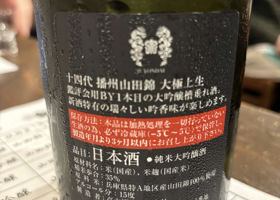 十四代 播州山田錦 大極上生
鑑評会用BY1本目の大吟醸槽垂れ酒。
新酒特有の瑞々しい吟香味が楽しめます。
保存方法：本品は加熱処理を一切行っていない
生酒の為、必ず冷蔵庫(−5℃〜5℃)で保管し、
製造年月より3ヶ月以内にお召し上がり下さい。
品目:日本酒 ●純米大吟醸酒
原材料名 米(国産)、米麹(国産米)
精米歩合:35%
兵庫県特A地区産山田錦100%使用
アルコール分:15度